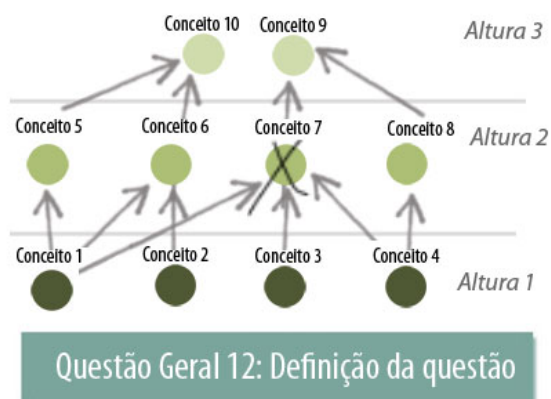 Conceito 10 Conceito 9 Altura 3
Conceito 5 Conceito 6 Conceito 7 Conceito 8 Altura 2
Conceito 1 Conceito 2 Conceito 3 Conceito 4 Altura 1
Questão Geral 12: Definição da questão